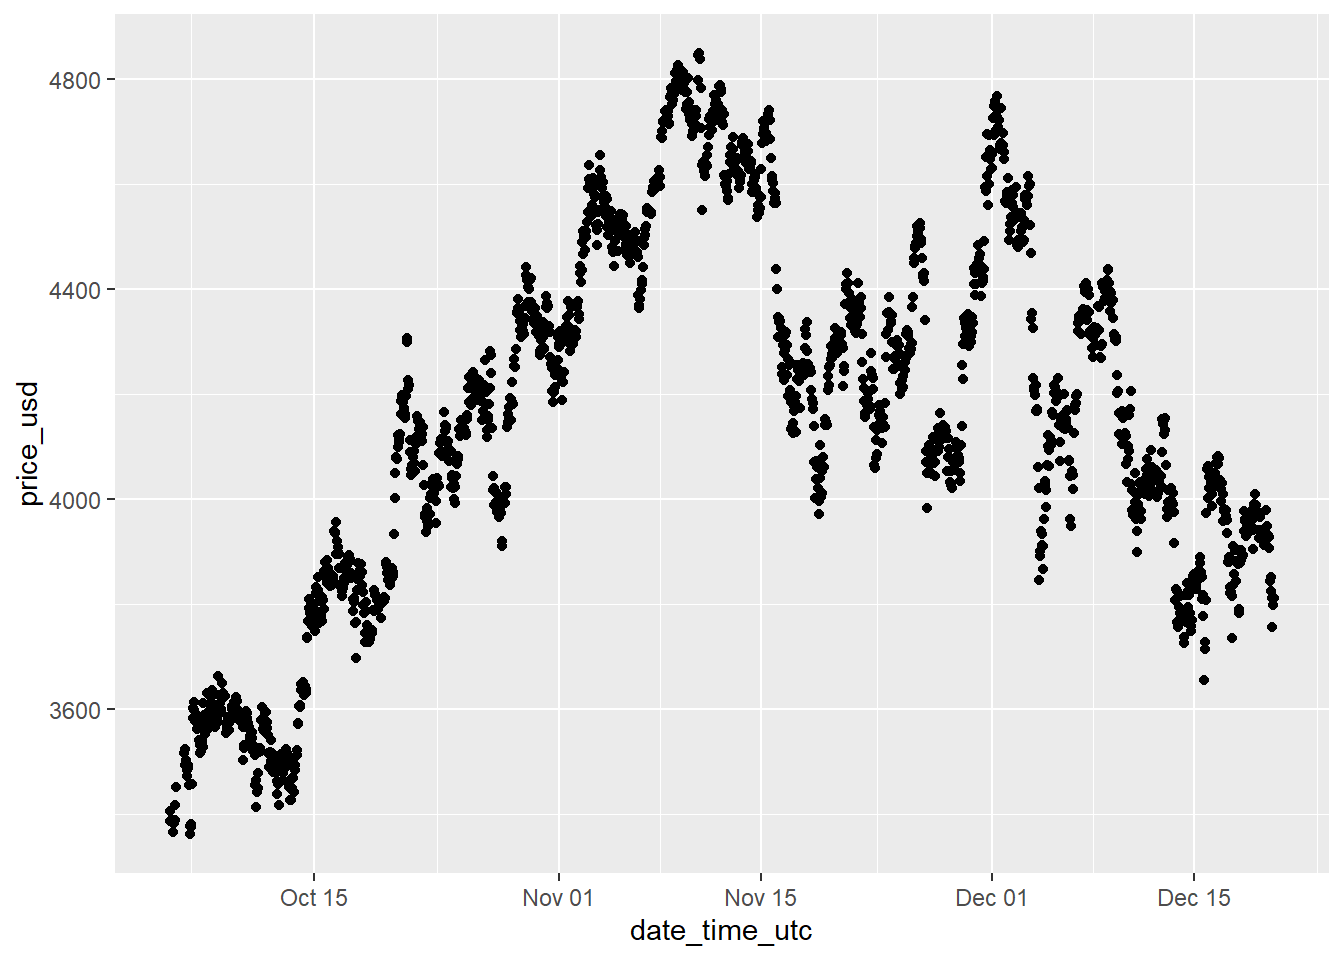 4800
4400
4000
3600
price_usd
Oct 15
Nov 01
Nov 15
Dec 01
Dec 15
date_time_utc